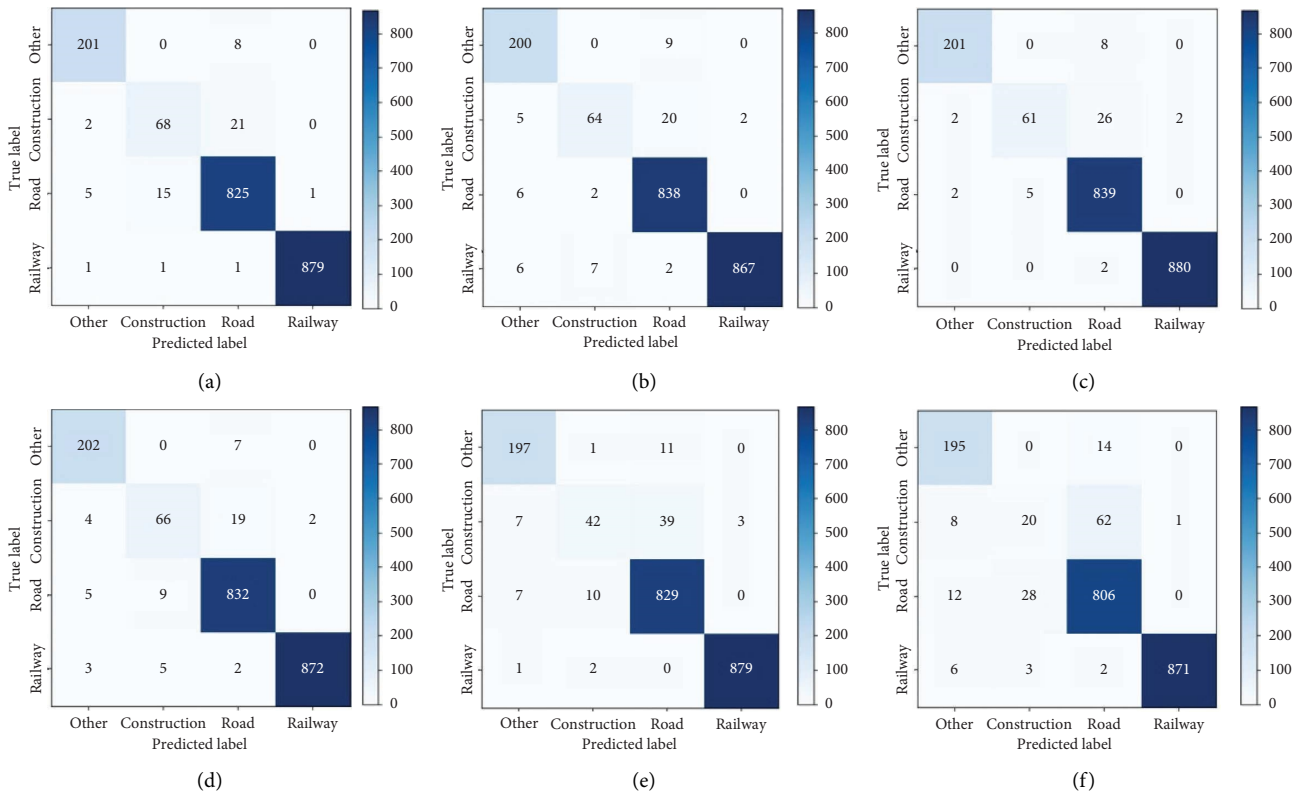 True label
Other
Construction
Road
Railway
201 0 8 0
2 68 21 0
5 15 825 1
1 1 1 879
Other Construction Road Railway
Predicted label
800
700
600
500
400
300
200
100
0
(a)
True label
Other
Construction
Road
Railway
200 0 9 0
5 64 20 2
6 2 838 0
6 7 2 867
Other Construction Road Railway
Predicted label
800
700
600
500
400
300
200
100
0
(b)
True label
Other
Construction
Road
Railway
201 0 8 0
2 61 26 2
2 5 839 0
0 0 2 880
Other Construction Road Railway
Predicted label
800
700
600
500
400
300
200
100
0
(c)
True label
Other
Construction
Road
Railway
202 0 7 0
4 66 19 2
5 9 832 0
3 5 2 872
Other Construction Road Railway
Predicted label
800
700
600
500
400
300
200
100
0
(d)
True label
Other
Construction
Road
Railway
197 1 11 0
7 42 39 3
7 10 829 0
1 2 0 879
Other Construction Road Railway
Predicted label
800
700
600
500
400
300
200
100
0
(e)
True label
Other
Construction
Road
Railway
195 0 14 0
8 20 62 1
12 28 806 0
6 3 2 871
Other Construction Road Railway
Predicted label
800
700
600
500
400
300
200
100
0
(f)